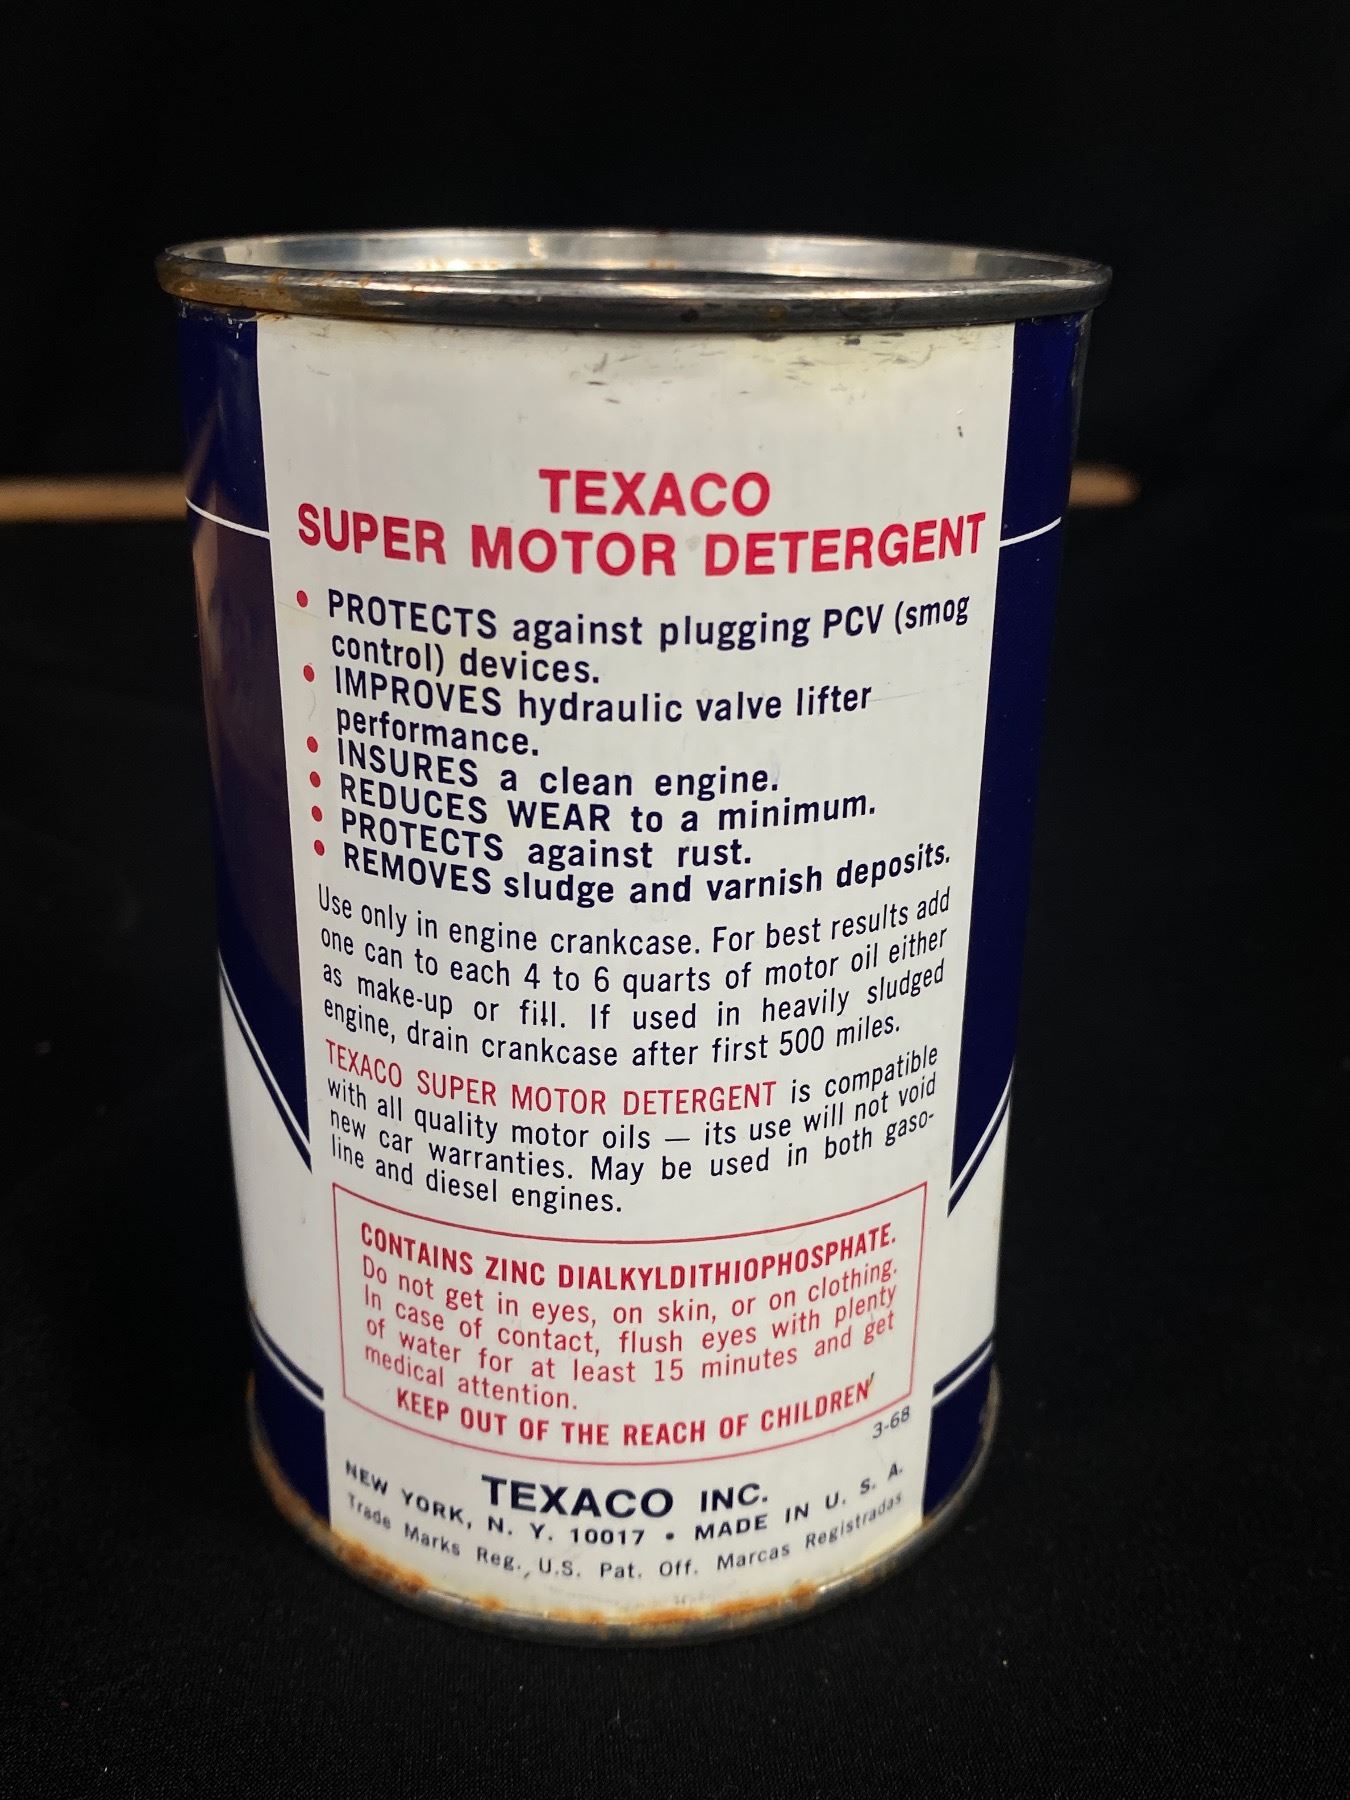 TEXACO
SUPER MOTOR DETERGENT
• PROTECTS against plugging PCV (smog
control) devices.
• IMPROVES hydraulic valve lifter
performance.
• INSURES a clean engine.
• REDUCES WEAR to a minimum.
• PROTECTS against rust.
• REMOVES sludge and varnish deposits.
Use only in engine crankcase. For best results add
one can to each 4 to 6 quarts of motor oil either
as make-up or fill. If used in heavily sludged
engine, drain crankcase after first 500 miles.
TEXACO SUPER MOTOR DETERGENT is compatible
with all quality motor oils — its use will not void
new car warranties. May be used in both gaso-
line and diesel engines.
CONTAINS ZINC DIALKYLDITHIOPHOSPHATE.
Do not get in eyes, on skin, or on clothing.
In case of contact, flush eyes with plenty
of water for at least 15 minutes and get
medical attention.
KEEP OUT OF THE REACH OF CHILDREN
3-68
TEXACO INC.
NEW YORK, N. Y. 10017 • MADE IN U. S. A.
Trade Marks Reg., U.S. Pat. Off. Marcas Registradas